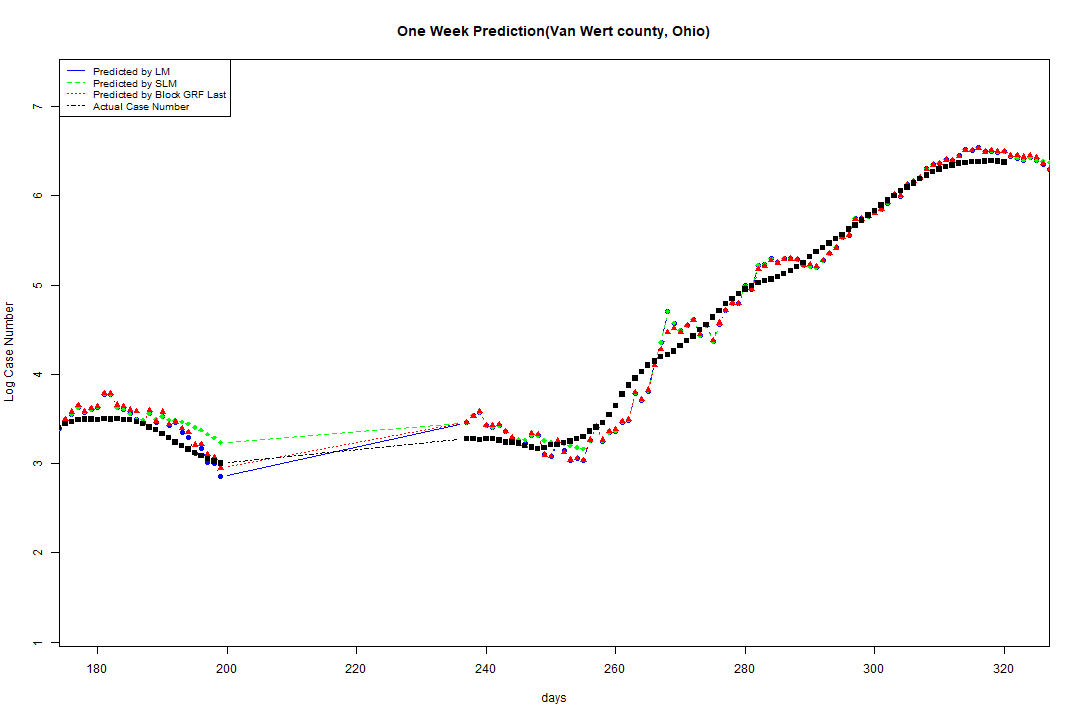 One Week Prediction(Van Wert county, Ohio)
Predicted by LM
Predicted by SLM
Predicted by Block GRF Last
Actual Case Number
Log Case Number
7
6
5
4
3
2
1
180 200 220 240 260 280 300 320
days